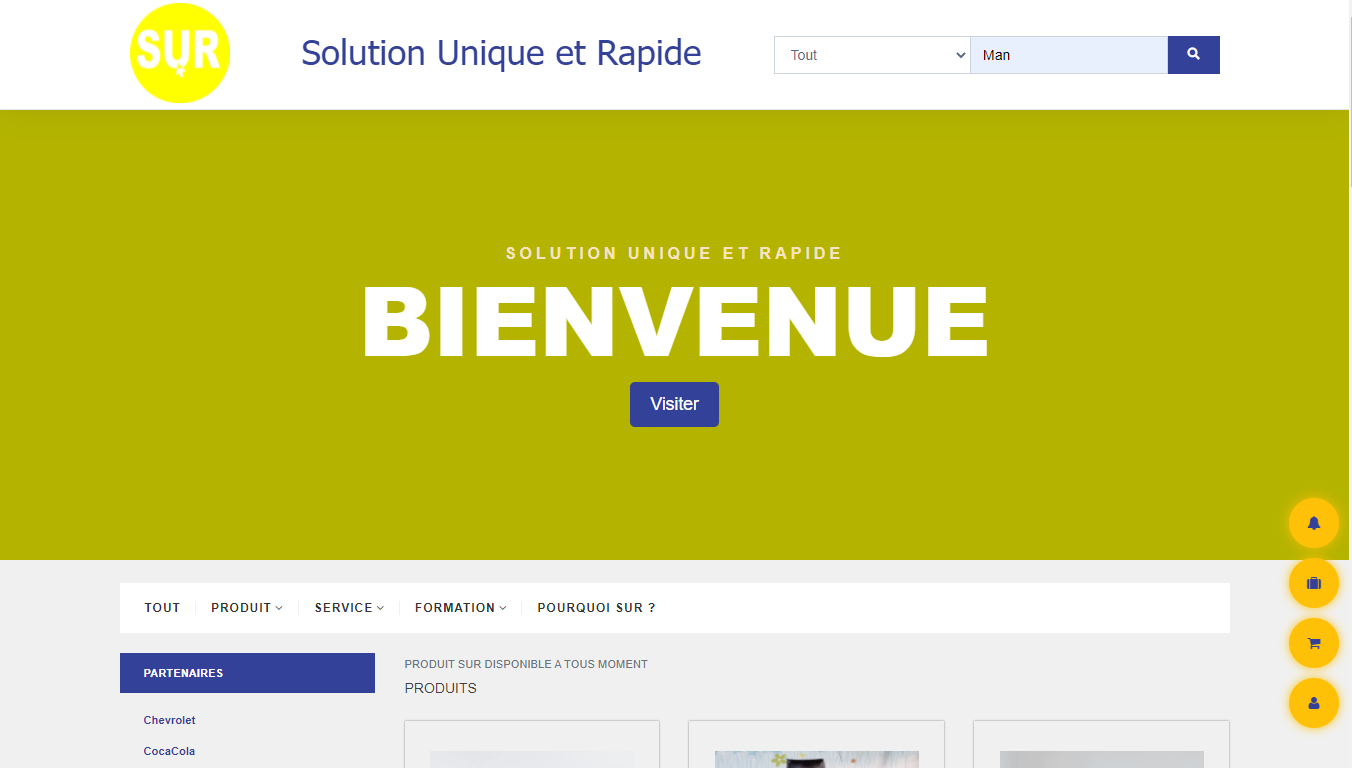 SUR
Solution Unique et Rapide
Tout
Man
SOLUTION UNIQUE ET RAPIDE
BIENVENUE
Visiter
TOUT
PRODUIT
SERVICE
FORMATION
POURQUOI SUR ?
PARTENAIRES
Chevrolet
CocaCola
PRODUIT SUR DISPONIBLE A TOUS MOMENT
PRODUITS